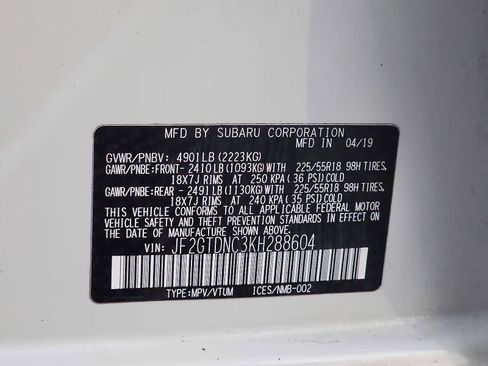 MFD BY SUBARU CORPORATION
MFD IN 04/19
GVWR/PNBV: 4901LB(2223KG)
GAWR/PNBE:FRONT- 2410LB(1093KG)WITH 225/55R18 98H TIRES,
18X7J RIMS AT 250 KPA( 36 PSI)COLD
GAWR/PNBE:REAR - 2491LB(1130KG)WITH 225/55R18 98H TIRES,
18X7J RIMS AT 240 KPA( 35 PSI)COLD
THIS VEHICLE CONFORMS TO ALL APPLICABLE FEDERAL MOTOR
VEHICLE SAFETY AND THEFT PREVENTION STANDARDS IN EFFECT
ON THE DATE OF MANUFACTURE SHOWN ABOVE.
VIN: JF2GTDNC3KH288604
TYPE:MPV/VTUM ICES/NMB-002